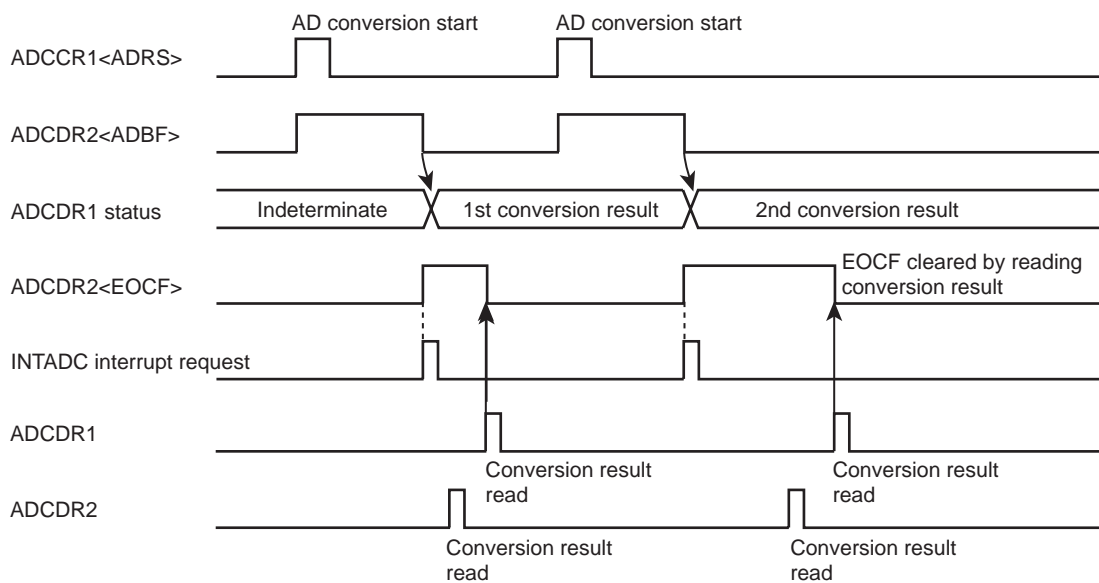 AD conversion start
AD conversion start
ADCCR1<ADRS>
ADCDR2<ADBF>
ADCDR1 status
Indeterminate
1st conversion result
2nd conversion result
EOCF cleared by reading
conversion result
ADCDR2<EOCF>
INTADC interrupt request
ADCDR1
Conversion result
read
Conversion result
read
ADCDR2
Conversion result
read
Conversion result
read